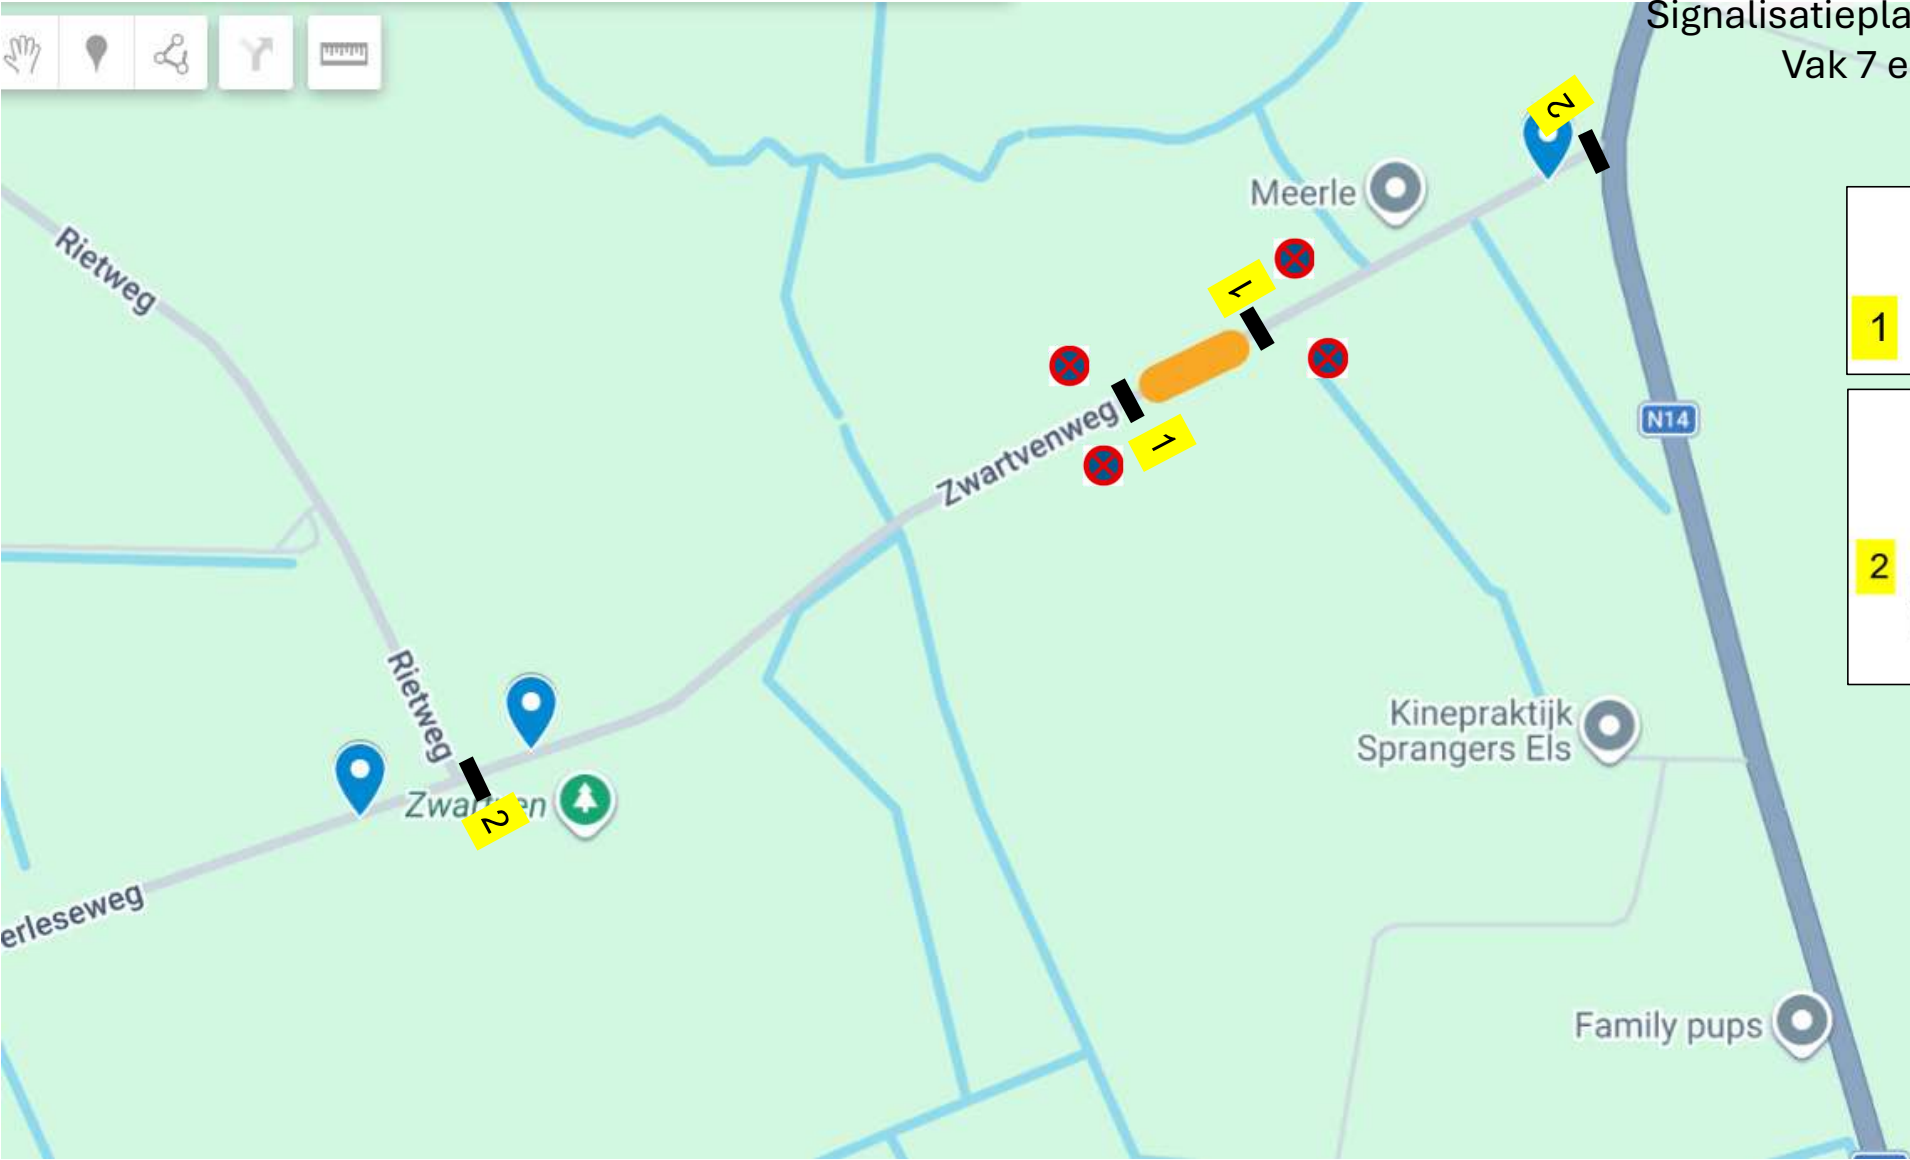 Signalisatiepla
Vak 7 e
2
Meerle
Rietweg
1
1
Zwartvenweg
1
N14
2
Rietweg
Kinepraktijk
Sprangers Els
Zwartven
2
erleseweg
Family pups